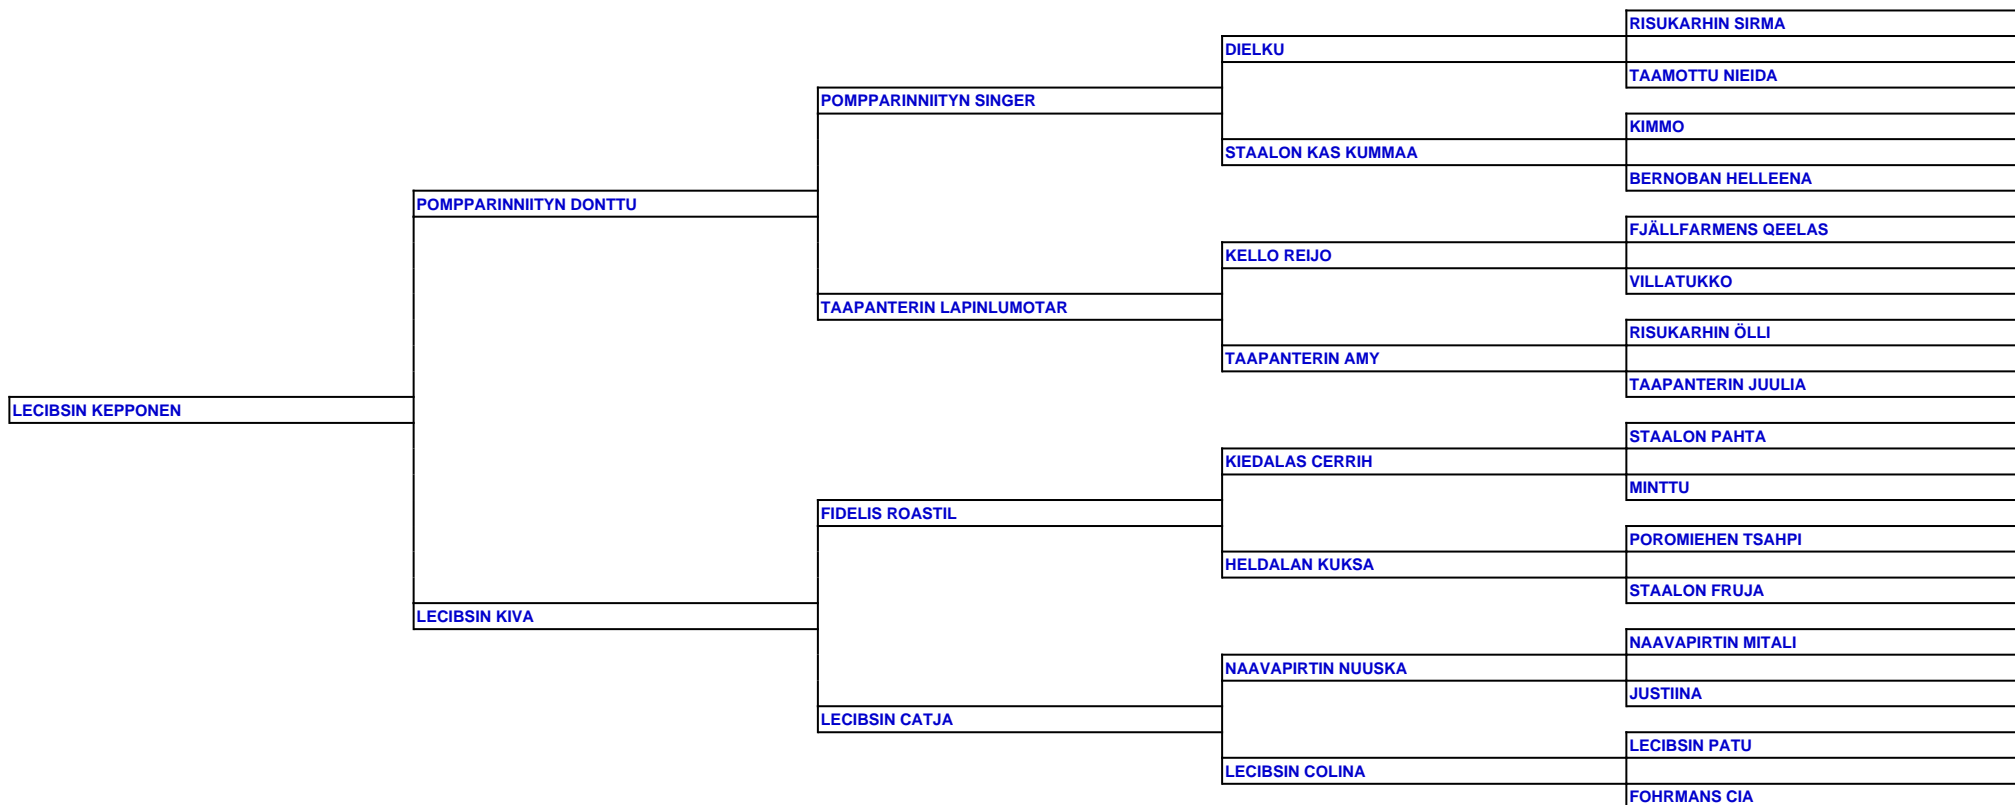 RISUKARHIN SIRMA
DIELKU
TAAMOTTU NIEIDA
POMPPARINNIITYN SINGER
KIMMO
STAALON KAS KUMMAA
BERNOBAN HELLEENA
POMPPARINNIITYN DONTTU
FJÄLLFARMENS QEELAS
KELLO REIJO
VILLATUKKO
TAAPANTERIN LAPINLUMOTAR
RISUKARHIN ÖLLI
TAAPANTERIN AMY
TAAPANTERIN JUULIA
LECIBSIN KEPPONEN
STAALON PAHTA
KIEDALAS CERRIH
MINTTU
FIDELIS ROASTIL
POROMIEHEN TSAHPI
HELDALAN KUKSA
STAALON FRUJA
LECIBSIN KIVA
NAAVAPIRTIN MITALI
NAAVAPIRTIN NUUSKA
JUSTIINA
LECIBSIN CATJA
LECIBSIN PATU
LECIBSIN COLINA
FOHRMANS CIA